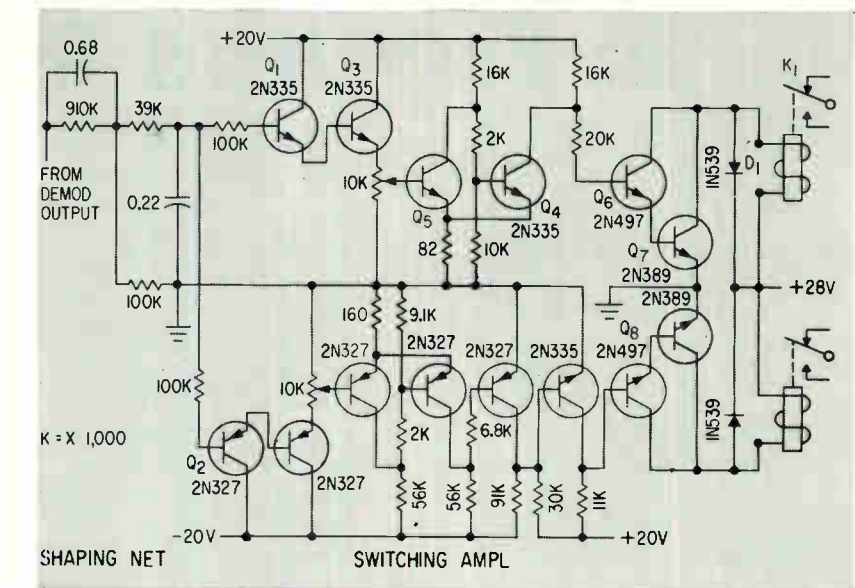 +20V
0.68
910K
39K
100K
FROM
DEMOD
OUTPUT
0.22
100K
Q1
2N335
Q3
2N335
10K
Q5
82
16K
2K
10K
Q4
2N335
16K
20K
Q6
2N497
Q7
2N389
1N539
D1
K1
+28V
2N389
Q8
2N497
1N539
160
9.1K
2N327
2N327
2N327
2N335
100K
10K
Q2
2N327
2N327
2K
56K
56K
6.8K
91K
30K
11K
K = X 1,000
-20V
+20V
SHAPING NET
SWITCHING AMPL